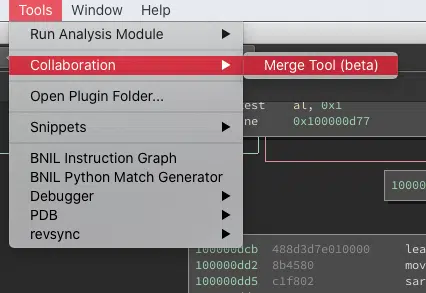 Tools Window Help
Run Analysis Module
Collaboration
Merge Tool (beta)
Open Plugin Folder...
est al, 0x1
ne 0x100000d77
Snippets
BNIL Instruction Graph
BNIL Python Match Generator
10000
Debugger
PDB
revsync
100000dcb 488d3d7e010000 lea
100000dd2 8b4580 mov
100000dd5 c1f802 sar